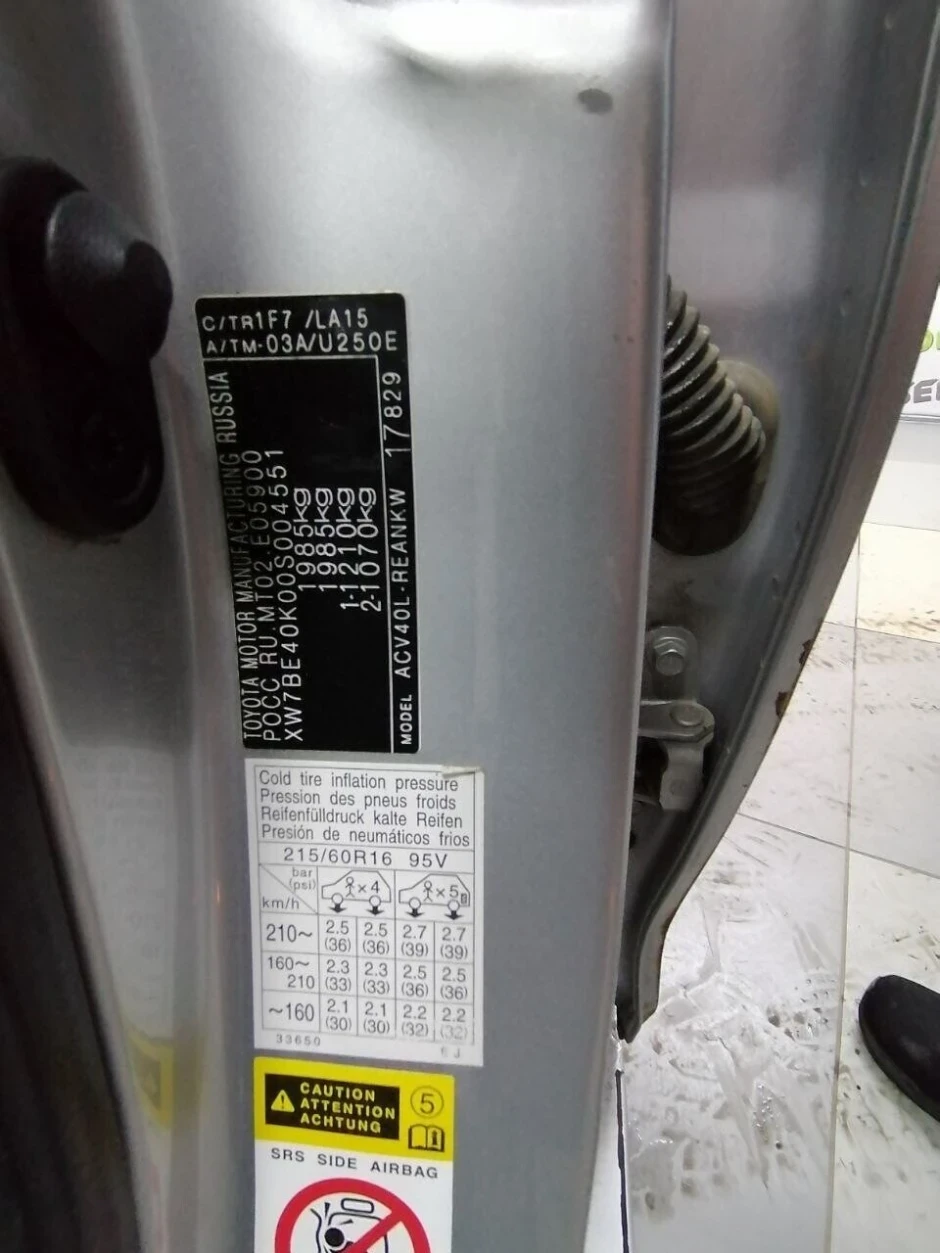 C/TR1F7 /LA15
A/TM-03A/U250E
TOYOTA MOTOR MANUFACTURING RUSSIA
РОСС RU.МТ02.Е05900
XW7BE40K00S004551
1985kg
1985kg
1-1210kg
2-1070kg
MODEL ACV40L-REANKW 17829
Cold tire inflation pressure
Pression des pneus froids
Reifenfülldruck kalte Reifen
Presión de neumáticos frios
215/60R16 95V
bar
(psi)
km/h
×4 ×5
210~ 2.5 (36) 2.5 (36) 2.7 (39) 2.7 (39)
160~210 2.3 (33) 2.3 (33) 2.5 (36) 2.5 (36)
~160 2.1 (30) 2.1 (30) 2.2 (32) 2.2 (32)
33650
CAUTION
ATTENTION
ACHTUNG
5
SRS SIDE AIRBAG